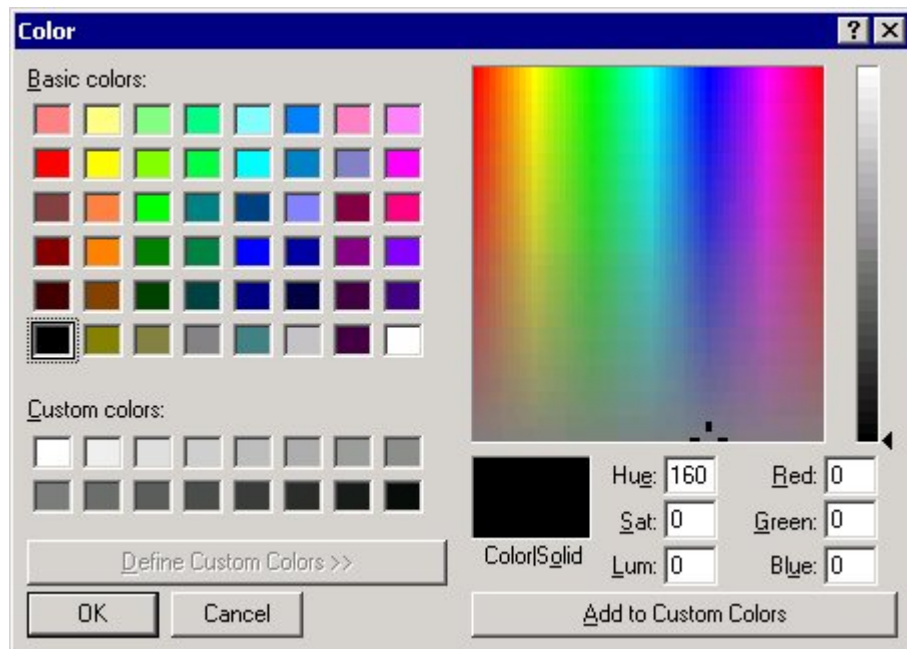 Color
Basic colors:
Custom colors:
Define Custom Colors >>
OK Cancel
Color|Solid
Hue: 160 Red: 0
Sat: 0 Green: 0
Lum: 0 Blue: 0
Add to Custom Colors